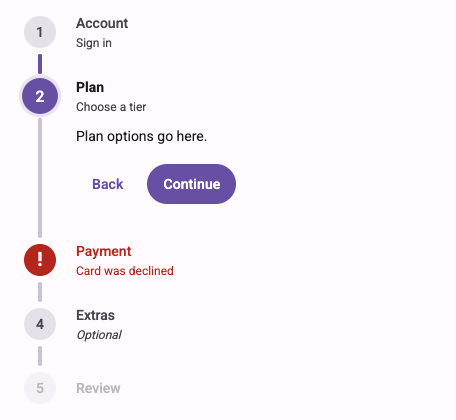 1
Account
Sign in
2
Plan
Choose a tier
Plan options go here.
Back
Continue
!
Payment
Card was declined
4
Extras
Optional
5
Review